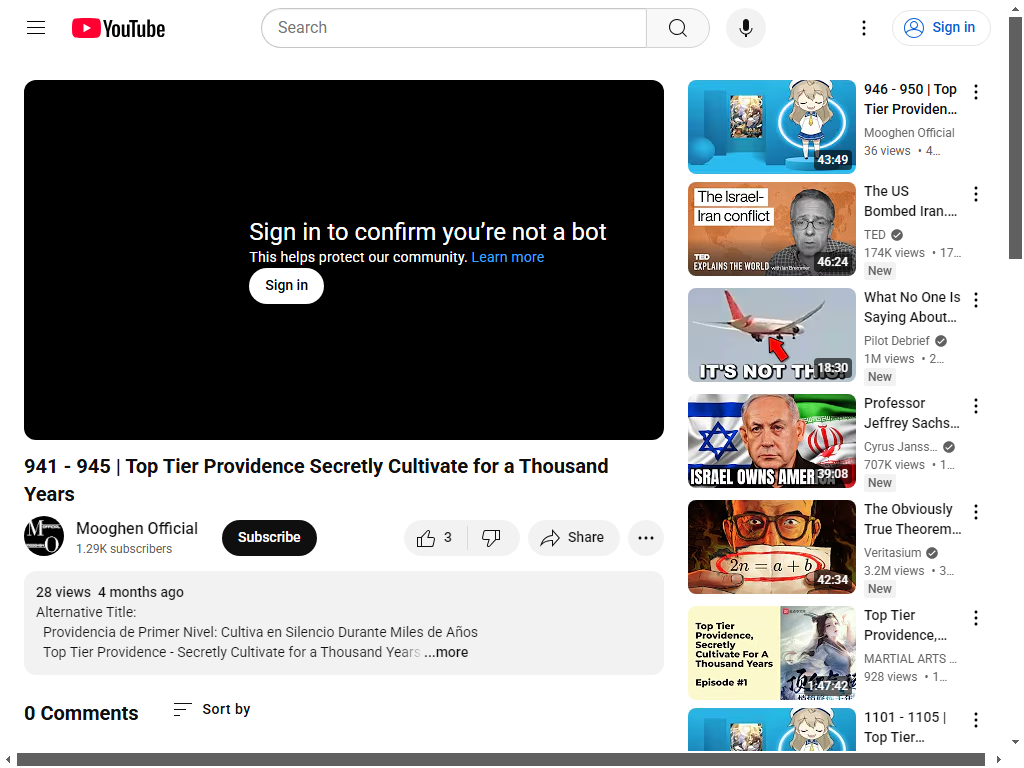 YouTube
Search
Sign in
Sign in to confirm you're not a bot
This helps protect our community. Learn more
Sign in
941 - 945 | Top Tier Providence Secretly Cultivate for a Thousand
Years
Mooghen Official
1.29K subscribers
Subscribe
3
Share
28 views 4 months ago
Alternative Title:
Providencia de Primer Nivel: Cultiva en Silencio Durante Miles de Años
Top Tier Providence - Secretly Cultivate for a Thousand Years ...more
0 Comments
Sort by
43:49
946 - 950 | Top
Tier Providen...
Mooghen Official
36 views • 4...
The Israel-
Iran conflict
TED
EXPLAINS THE WORLD with Ian Bremmer
46:24
The US
Bombed Iran....
TED
174K views • 17...
New
IT'S NOT THIS!
18:30
What No One Is
Saying About...
Pilot Debrief
1M views • 2...
New
ISRAEL OWNS AMERICA
39:08
Professor
Jeffrey Sachs...
Cyrus Janss...
707K views • 1...
New
2n = a + b
42:34
The Obviously
True Theorem...
Veritasium
3.2M views • 3...
New
Top Tier
Providence,
Secretly
Cultivate For A
Thousand Years
Episode #1
1:47:42
Top Tier
Providence,...
MARTIAL ARTS ...
928 views • 1...
1101 - 1105 |
Top Tier...